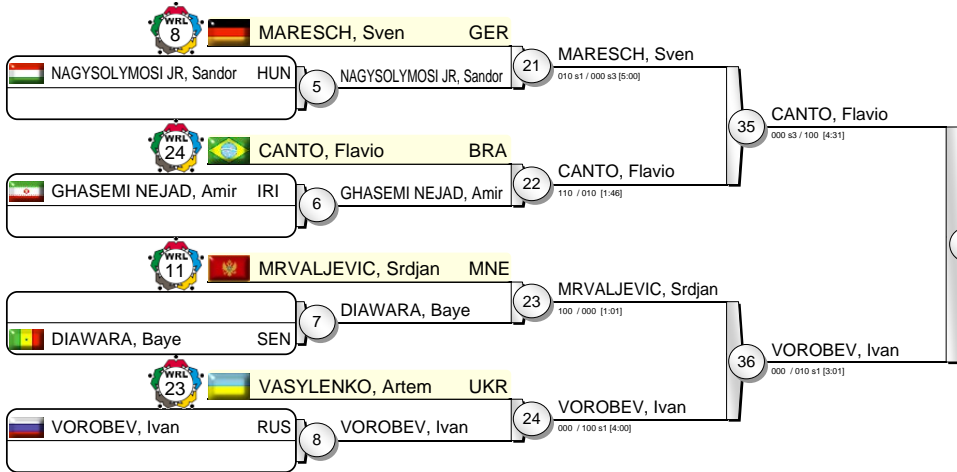 WRL
8
MARESCH, Sven GER
NAGYSOLYMOSI JR, Sandor HUN
5
NAGYSOLYMOSI JR, Sandor
21
MARESCH, Sven
010 s1 / 000 s3 [5:00]
WRL
24
CANTO, Flavio BRA
GHASEMI NEJAD, Amir IRI
6
GHASEMI NEJAD, Amir
22
CANTO, Flavio
110 / 010 [1:46]
35
CANTO, Flavio
000 s3 / 100 [4:31]
WRL
11
MRVALJEVIC, Srdjan MNE
DIAWARA, Baye SEN
7
DIAWARA, Baye
23
MRVALJEVIC, Srdjan
100 / 000 [1:01]
WRL
23
VASYLENKO, Artem UKR
VOROBEV, Ivan RUS
8
VOROBEV, Ivan
24
VOROBEV, Ivan
000 / 100 s1 [4:00]
36
VOROBEV, Ivan
000 / 010 s1 [3:01]